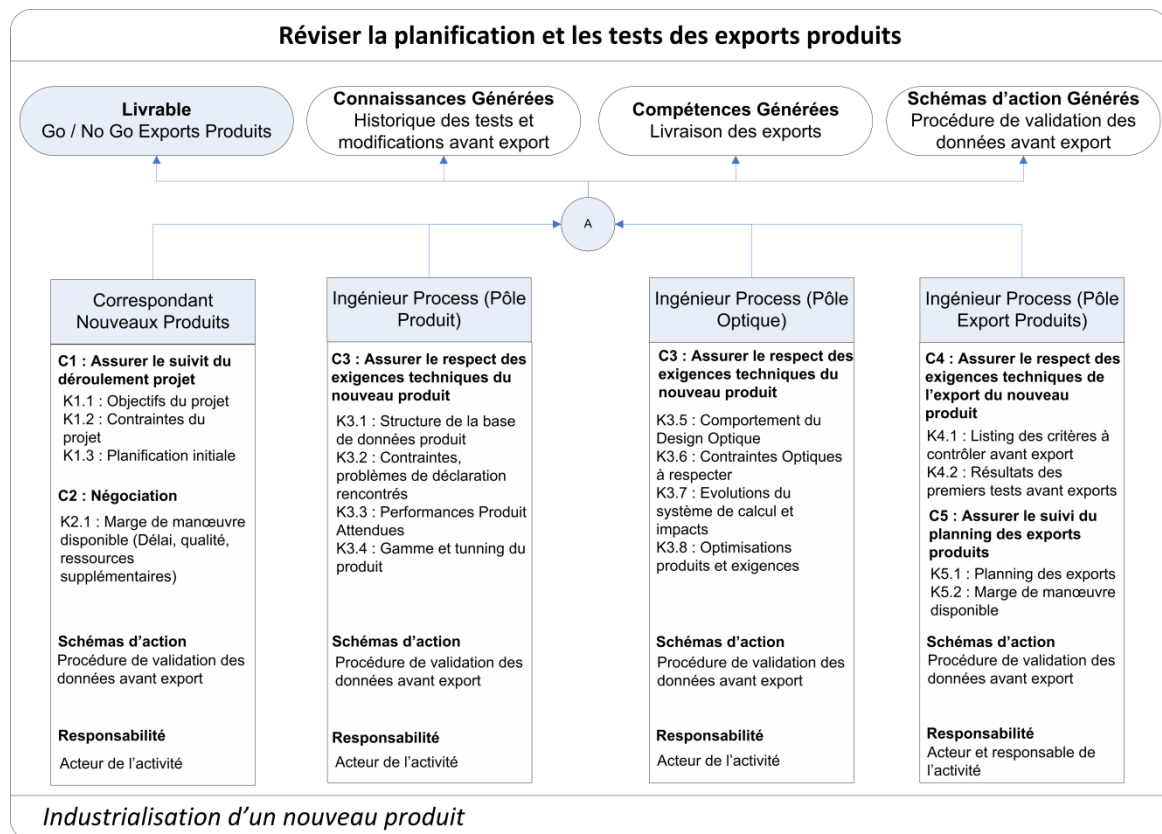 Réviser la planification et les tests des exports produits
Livrable
Go / No Go Exports Produits
Connaissances Générées
Historique des tests et
modifications avant export
Compétences Générées
Livraison des exports
Schémas d'action Générés
Procédure de validation des
données avant export
A
Correspondant
Nouveaux Produits
C1 : Assurer le suivit du
déroulement projet
K1.1 : Objectifs du projet
K1.2 : Contraintes du
projet
K1.3 : Planification initiale
C2 : Négociation
K2.1 : Marge de manœuvre
disponible (Délai, qualité,
ressources
supplémentaires)
Schémas d'action
Procédure de validation des
données avant export
Responsabilité
Acteur de l'activité
Ingénieur Process (Pôle
Produit)
C3 : Assurer le respect des
exigences techniques du
nouveau produit
K3.1 : Structure de la base
de données produit
K3.2 : Contraintes,
problèmes de déclaration
rencontrés
K3.3 : Performances Produit
Attendues
K3.4 : Gamme et tunning du
produit
Schémas d'action
Procédure de validation des
données avant export
Responsabilité
Acteur de l'activité
Ingénieur Process (Pôle
Optique)
C3 : Assurer le respect des
exigences techniques du
nouveau produit
K3.5 : Comportement du
Design Optique
K3.6 : Contraintes Optiques
à respecter
K3.7 : Evolutions du
système de calcul et
impacts
K3.8 : Optimisations
produits et exigences
Schémas d'action
Procédure de validation des
données avant export
Responsabilité
Acteur de l'activité
Ingénieur Process (Pôle
Export Produits)
C4 : Assurer le respect des
exigences techniques de
l'export du nouveau
produit
K4.1 : Listing des critères à
contrôler avant export
K4.2 : Résultats des
premiers tests avant exports
C5 : Assurer le suivi du
planning des exports
produits
K5.1 : Planning des exports
K5.2 : Marge de manœuvre
disponible
Schémas d'action
Procédure de validation des
données avant export
Responsabilité
Acteur et responsable de
l'activité
Industrialisation d'un nouveau produit